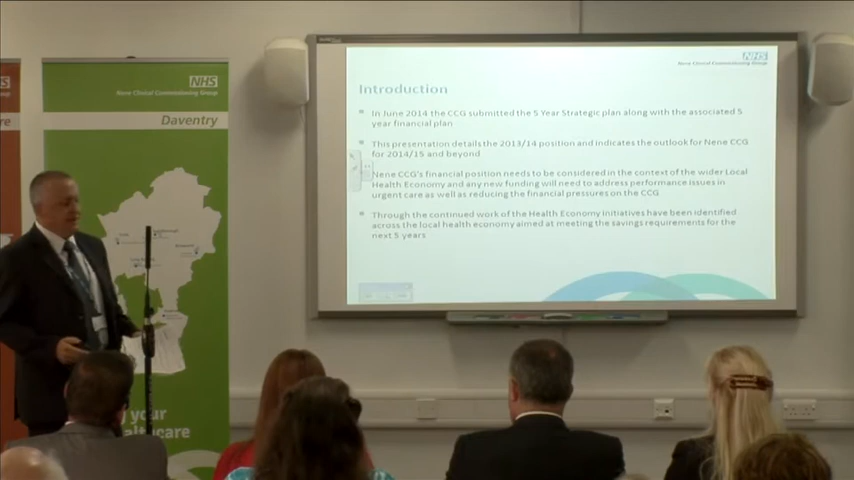 NHS
Nene Clinical Commissioning Group
Daventry
your
healthcare
NHS
Nene Clinical Commissioning Group
Introduction
In June 2014 the CCG submitted the 5 Year Strategic plan along with the associated 5
year financial plan
This presentation details the 2013/14 position and indicates the outlook for Nene CCG
for 2014/15 and beyond
Nene CCG's financial position needs to be considered in the context of the wider Local
Health Economy and any new funding will need to address performance issues in
urgent care as well as reducing the financial pressures on the CCG
Through the continued work of the Health Economy initiatives have been identified
across the local health economy aimed at meeting the savings requirements for the
next 5 years